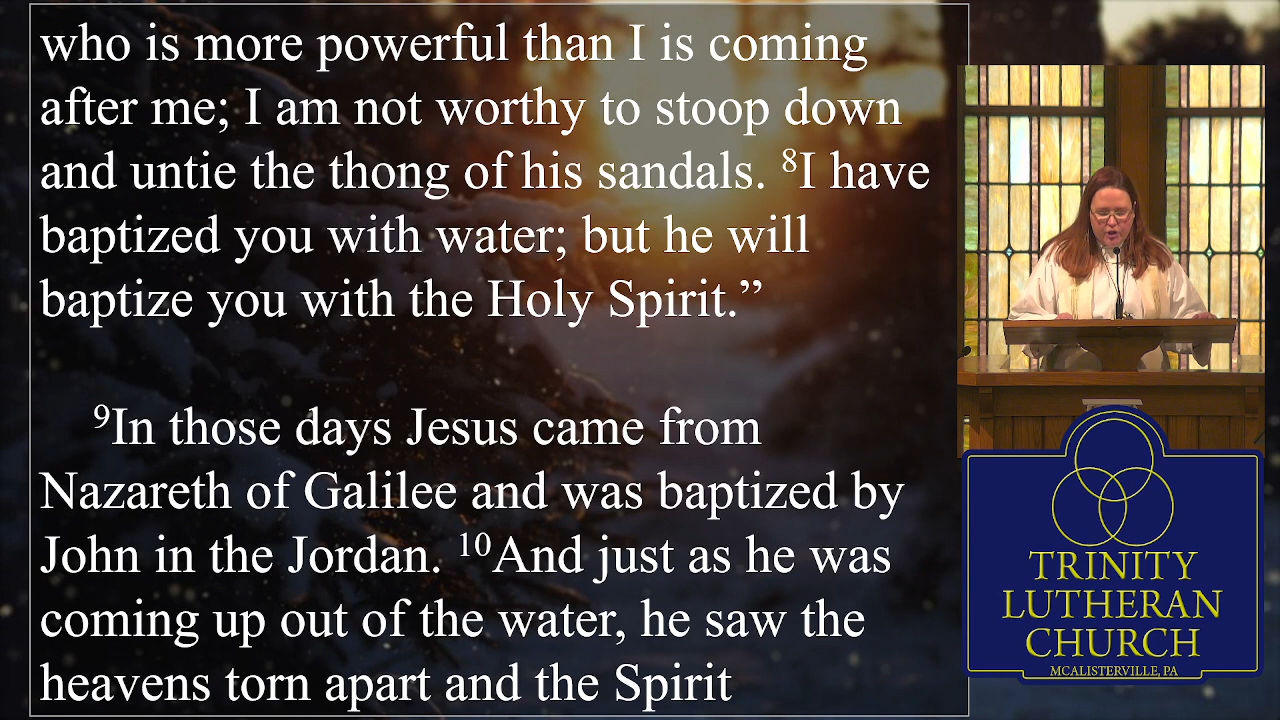 who is more powerful than I is coming
after me; I am not worthy to stoop down
and untie the thong of his sandals. ⁸I have
baptized you with water; but he will
baptize you with the Holy Spirit.”
⁹In those days Jesus came from
Nazareth of Galilee and was baptized by
John in the Jordan. ¹⁰And just as he was
coming up out of the water, he saw the
heavens torn apart and the Spirit
TRINITY
LUTHERAN
CHURCH
MCALISTERVILLE, PA